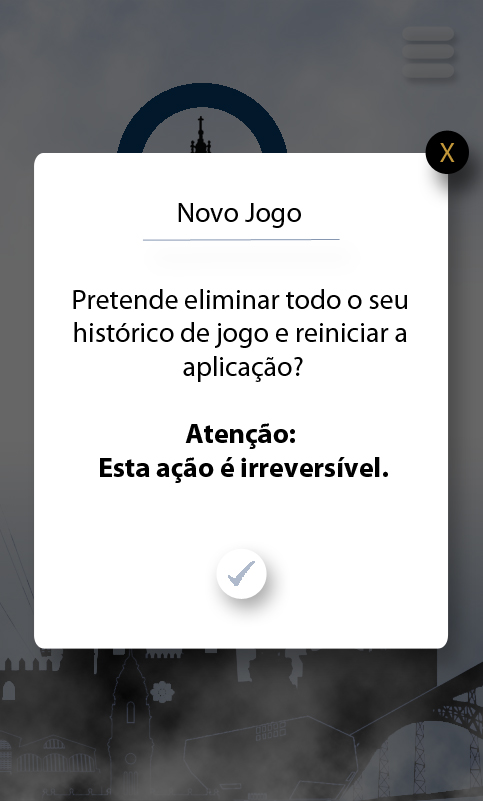 X
Novo Jogo
Pretende eliminar todo o seu
histórico de jogo e reiniciar a
aplicação?
Atenção:
Esta ação é irreversível.